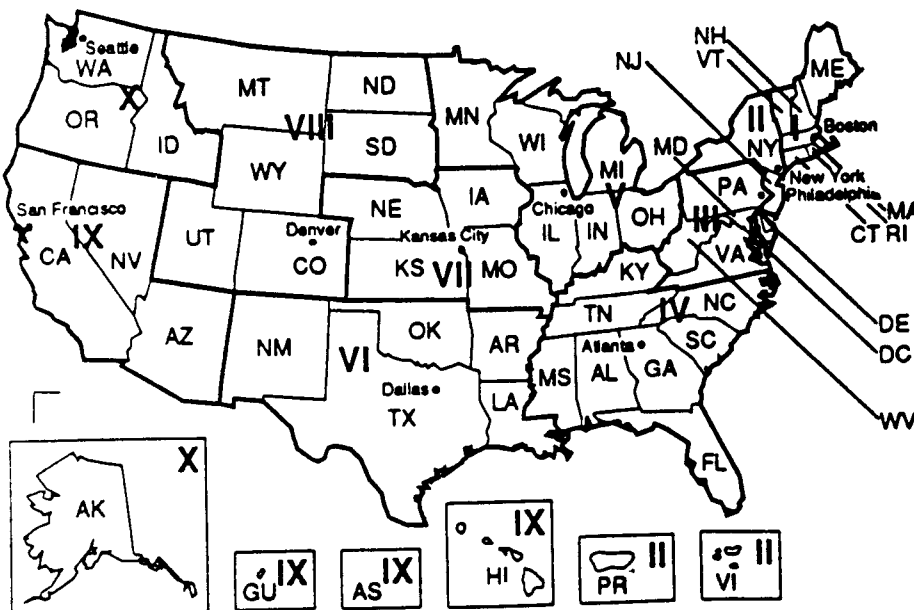 NH
NJ VT ME
Seattle
WA MT ND
X MN II I Boston
OR VIII WI MD NY
ID SD MI New York
WY PA Philadelphia MA
IA III CT RI
San Francisco NE Chicago OH
IX UT Denver Kansas City IL IN VA
CA NV CO KS VII MO KY
IV NC DE
TN
AZ OK SC DC
NM AR Atlanta
VI MS AL GA
Dallas LA WV
TX
X FL
AK IX
IX IX II II
GU AS HI PR VI